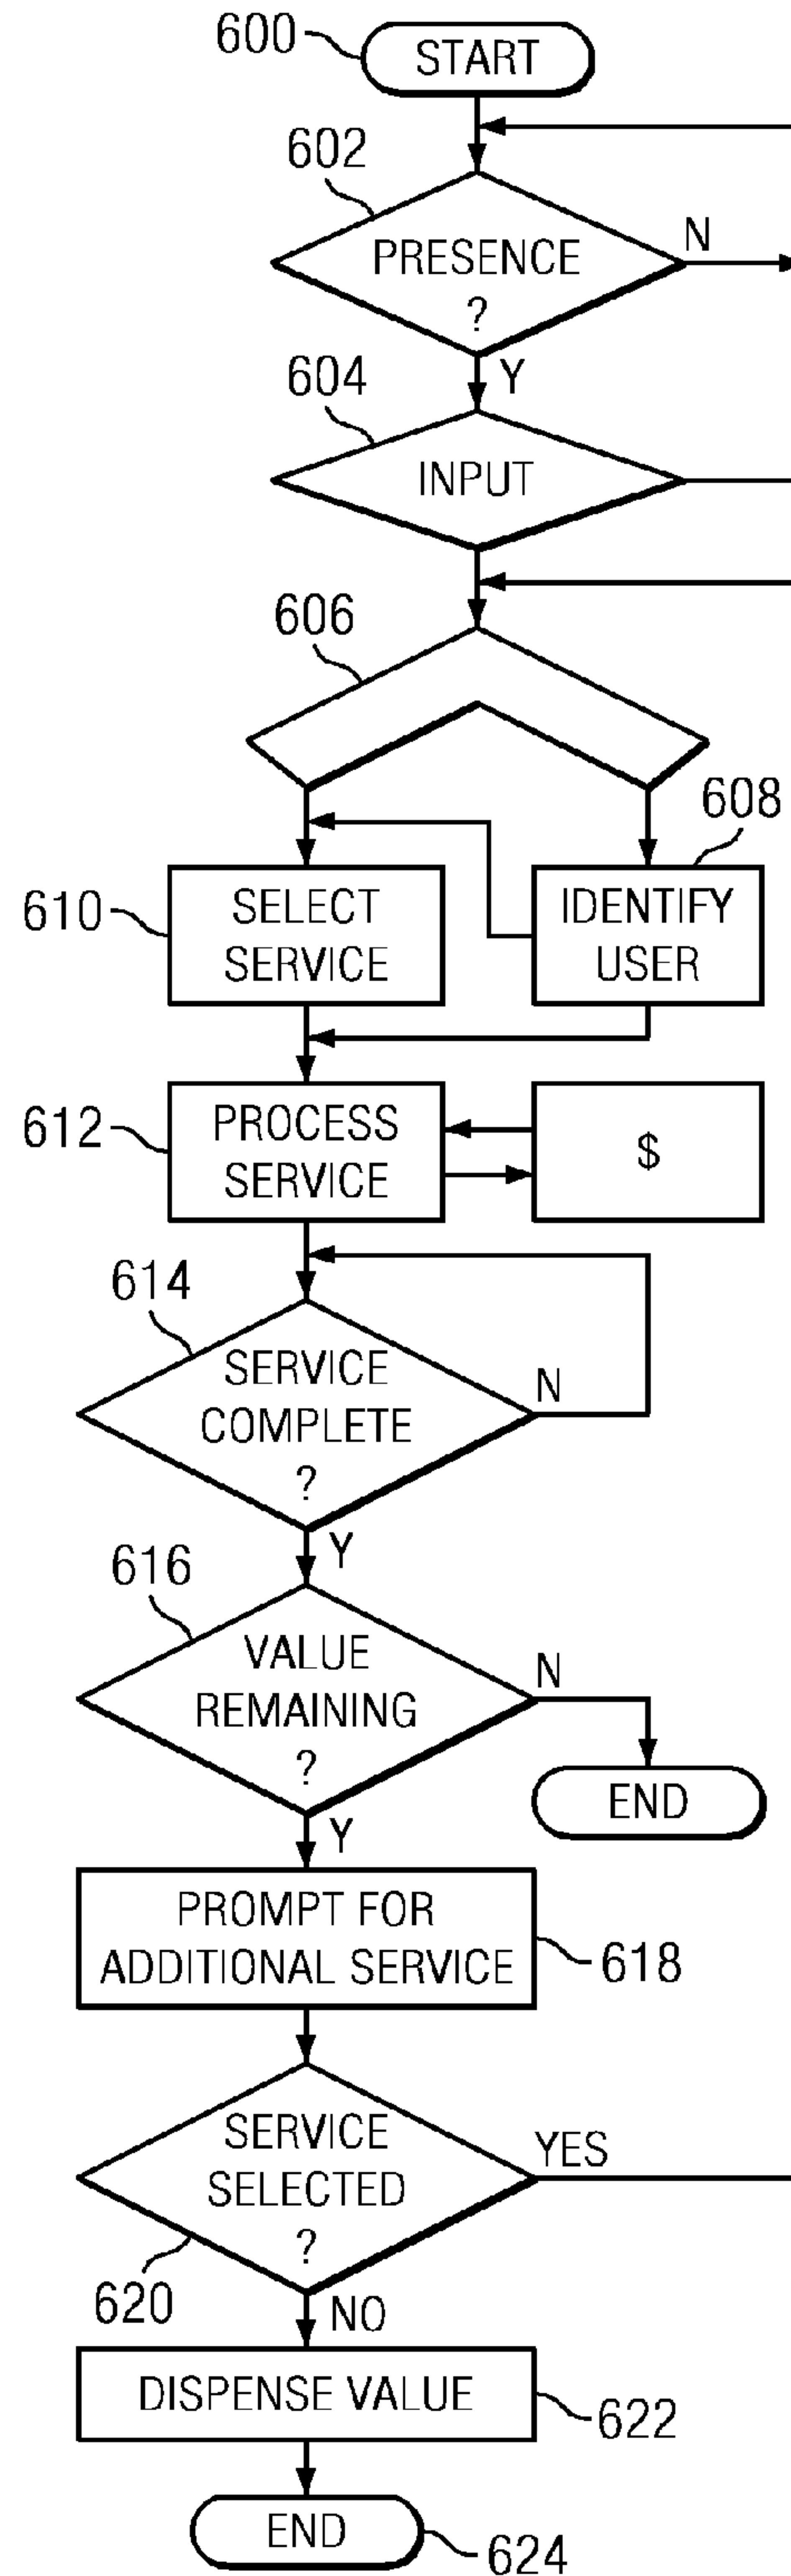 600
START
602
PRESENCE
?
N
Y
604
INPUT
606
608
610
SELECT
SERVICE
IDENTIFY
USER
612
PROCESS
SERVICE
$
614
SERVICE
COMPLETE
?
N
Y
616
VALUE
REMAINING
?
N
END
Y
PROMPT FOR
ADDITIONAL SERVICE
618
SERVICE
SELECTED
?
YES
620
NO
DISPENSE VALUE
622
END
624